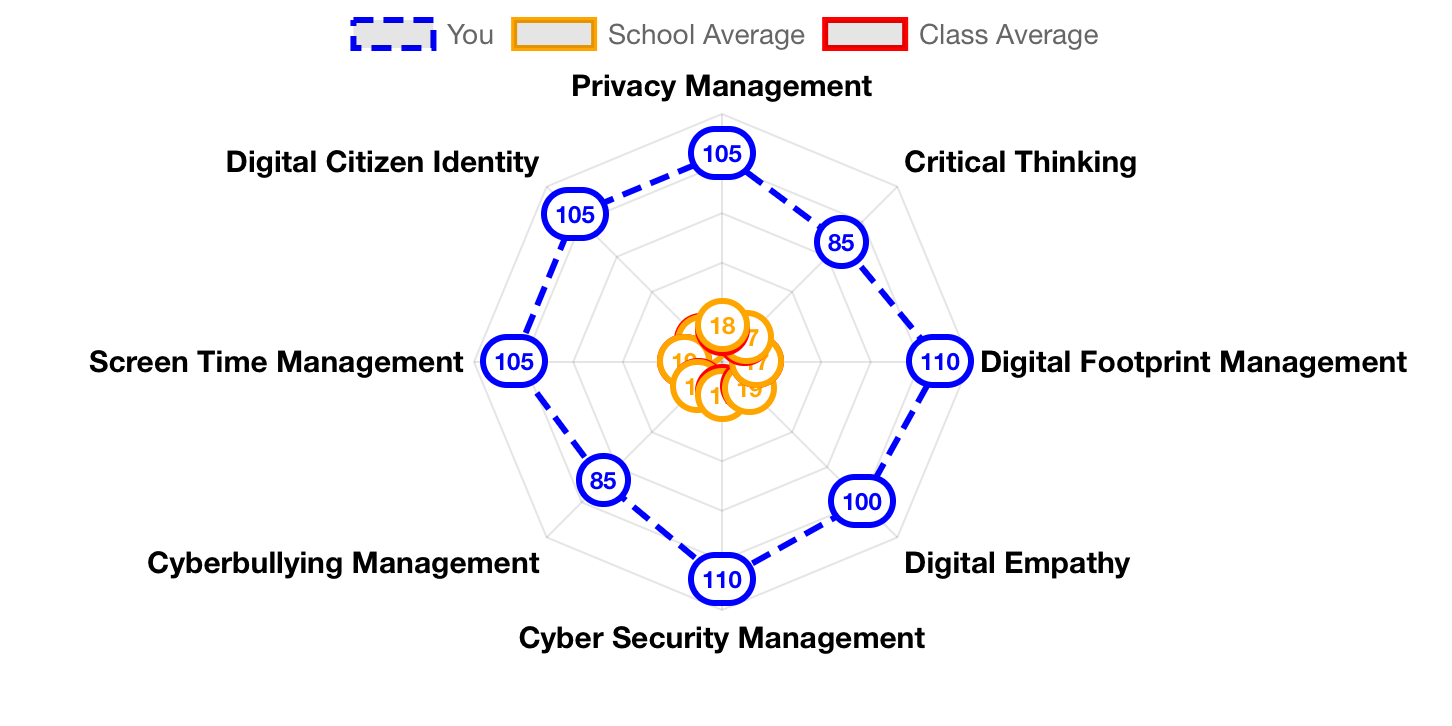 You School Average Class Average
Privacy Management
105
Digital Citizen Identity Critical Thinking
105
85
18
Screen Time Management 105 110 Digital Footprint Management
19
85
100
Cyberbullying Management Digital Empathy
110
Cyber Security Management